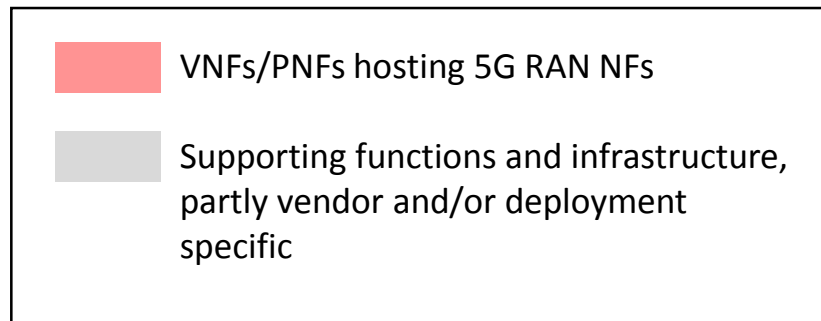 VNFs/PNFs hosting 5G RAN NFs
Supporting functions and infrastructure,
partly vendor and/or deployment
specific